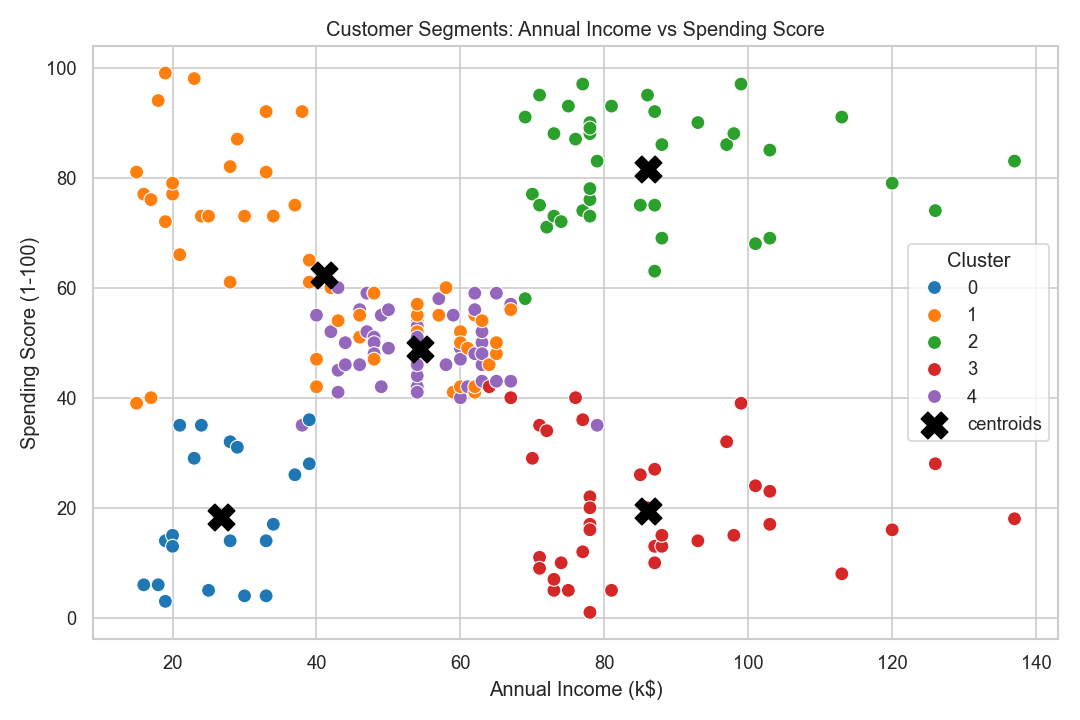 Customer Segments: Annual Income vs Spending Score
100
80
60
40
20
0
Spending Score (1-100)
Cluster
0
1
2
3
4
centroids
20 40 60 80 100 120 140
Annual Income (k$)